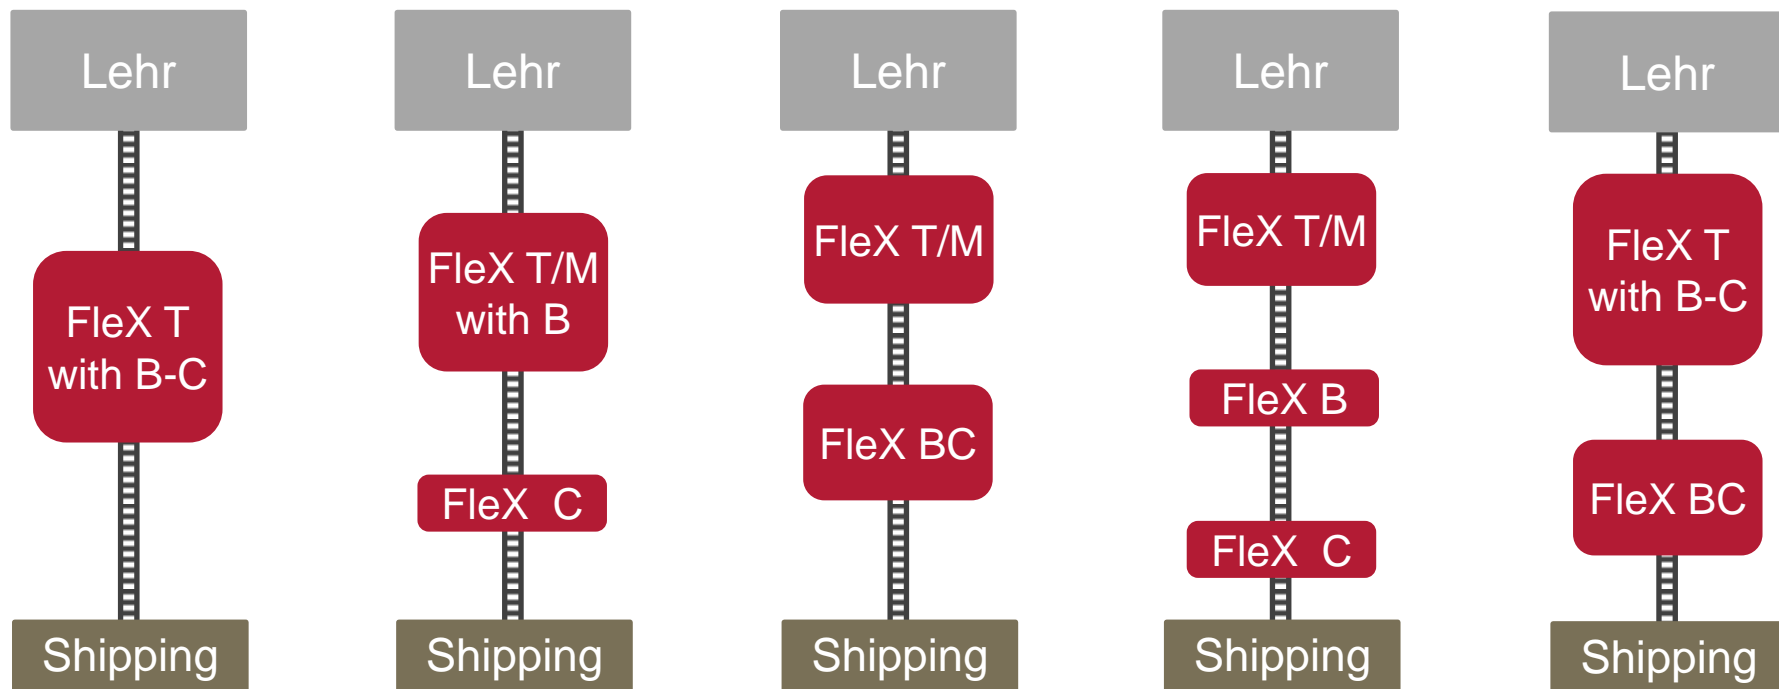 Lehr
FleX T
with B-C
Shipping
Lehr
FleX T/M
with B
FleX  C
Shipping
Lehr
FleX T/M
FleX BC
Shipping
Lehr
FleX T/M
FleX B
FleX  C
Shipping
Lehr
FleX T
with B-C
FleX BC
Shipping